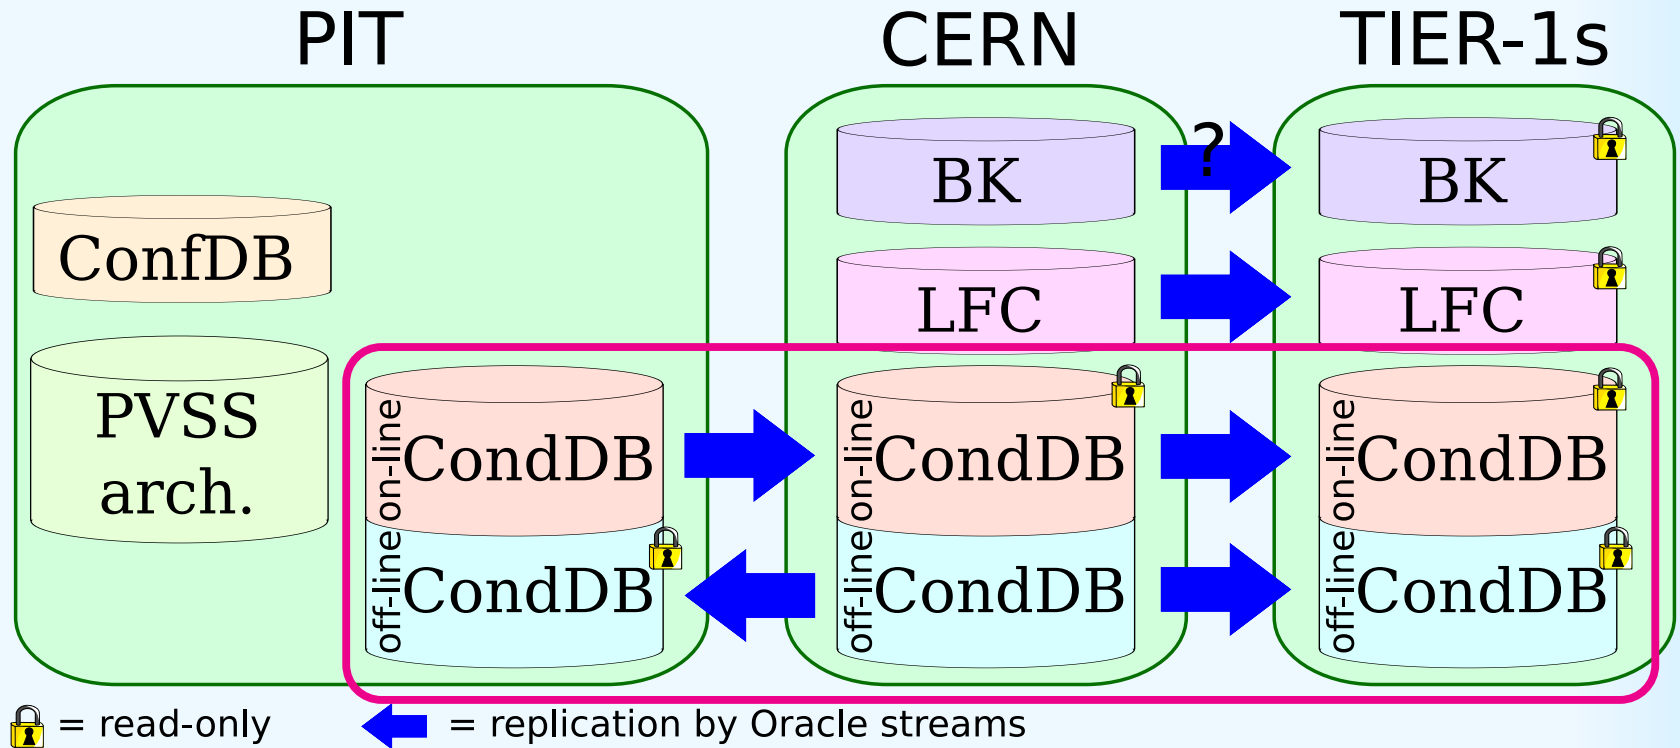 PIT
CERN
TIER-1s
?
BK
BK
ConfDB
LFC
LFC
PVSS
arch.
on-line
CondDB
on-line
CondDB
on-line
CondDB
off-line
CondDB
off-line
CondDB
off-line
CondDB
= read-only
= replication by Oracle streams